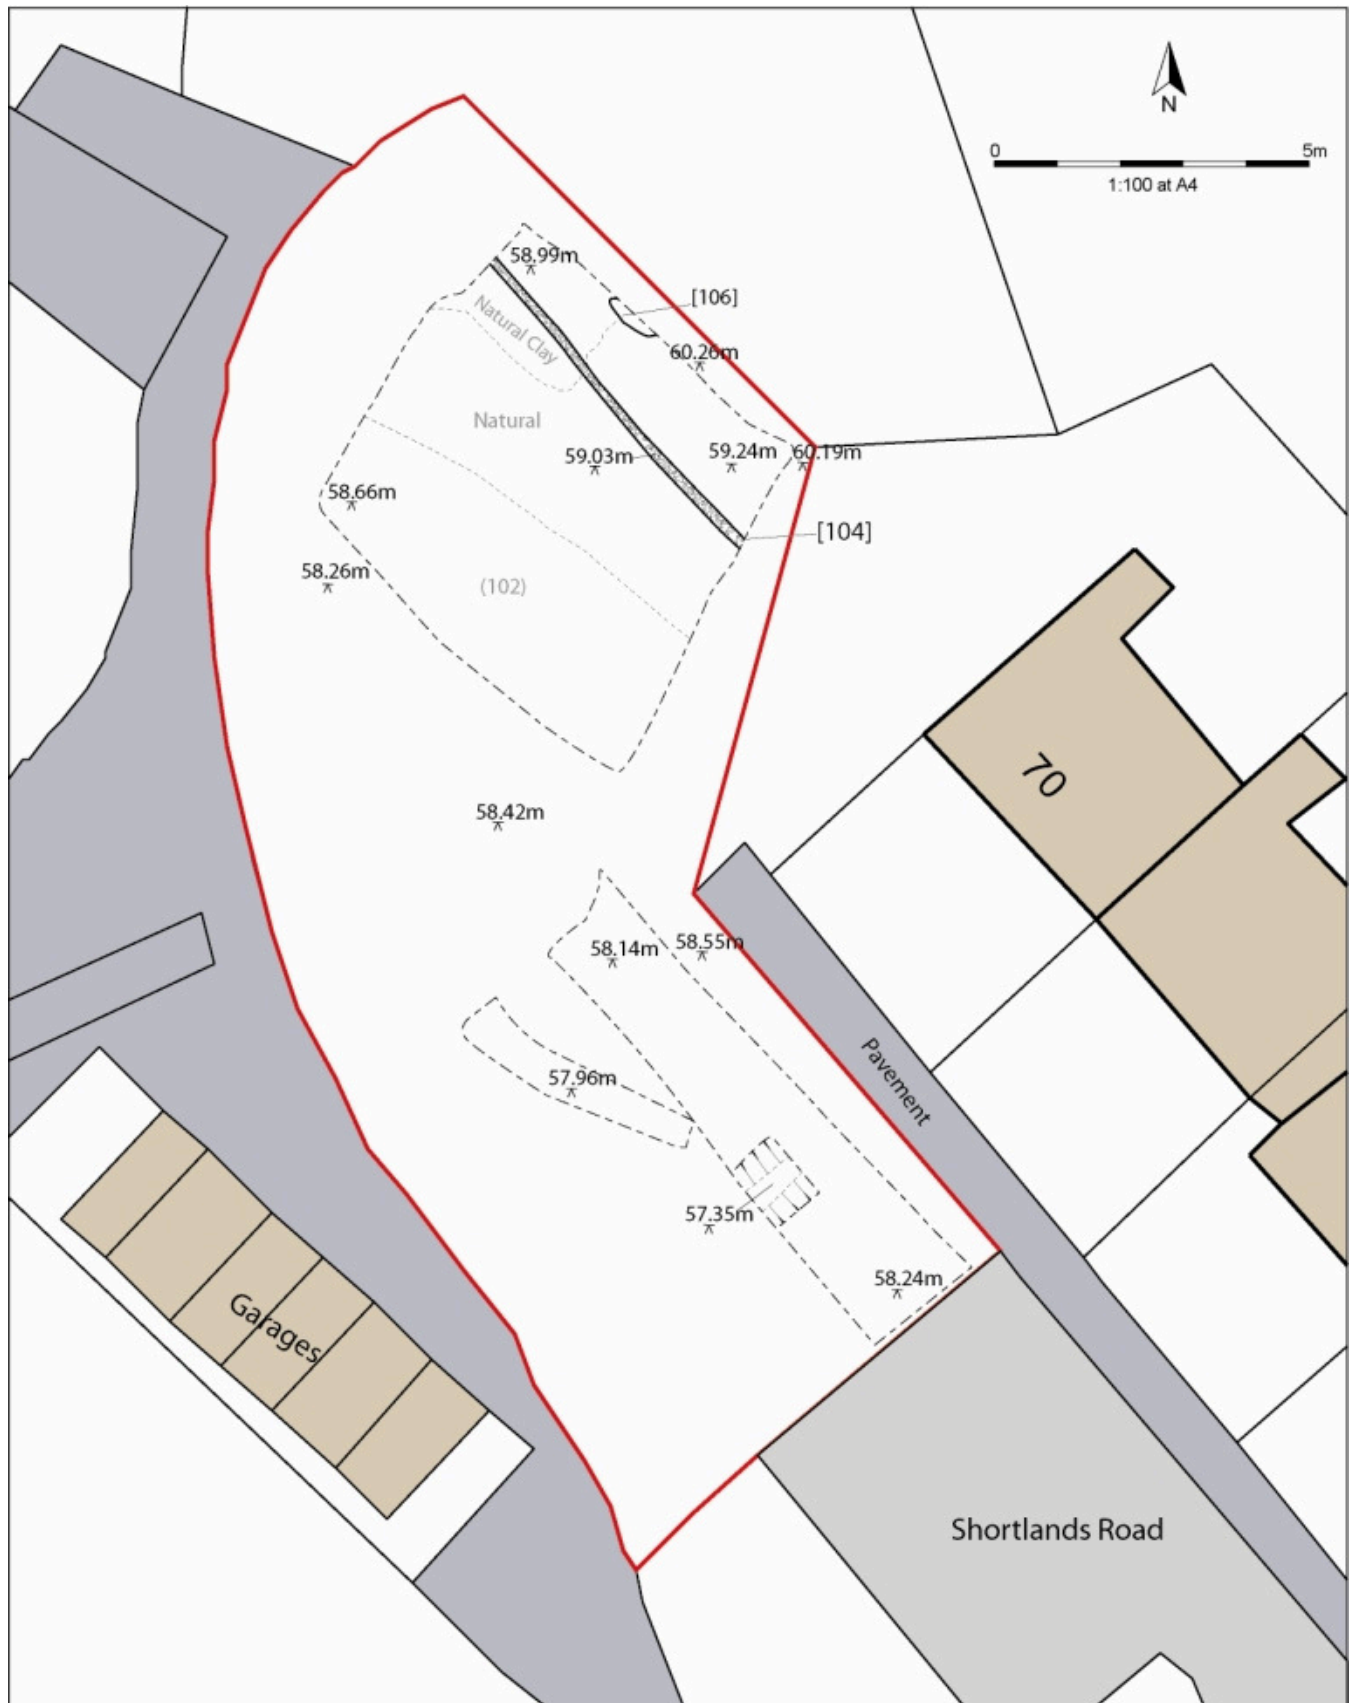 N
0 5m
1:100 at A4
58.99m
[106]
Natural Clay
60.26m
Natural
59.03m
59.24m
60.19m
58.66m
[104]
58.26m
(102)
70
58.42m
58.14m
58.55m
Pavement
57.96m
57.35m
58.24m
Garages
Shortlands Road